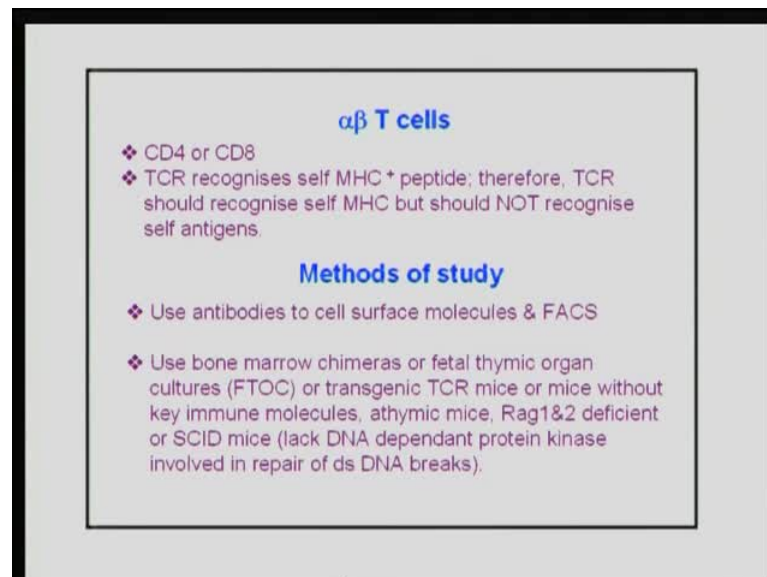 αβ T cells
❖ CD4 or CD8
❖ TCR recognises self MHC + peptide; therefore, TCR
should recognise self MHC but should NOT recognise
self antigens.
Methods of study
❖ Use antibodies to cell surface molecules & FACS
❖ Use bone marrow chimeras or fetal thymic organ
cultures (FTOC) or transgenic TCR mice or mice without
key immune molecules, athymic mice, Rag1&2 deficient
or SCID mice (lack DNA dependant protein kinase
involved in repair of ds DNA breaks).